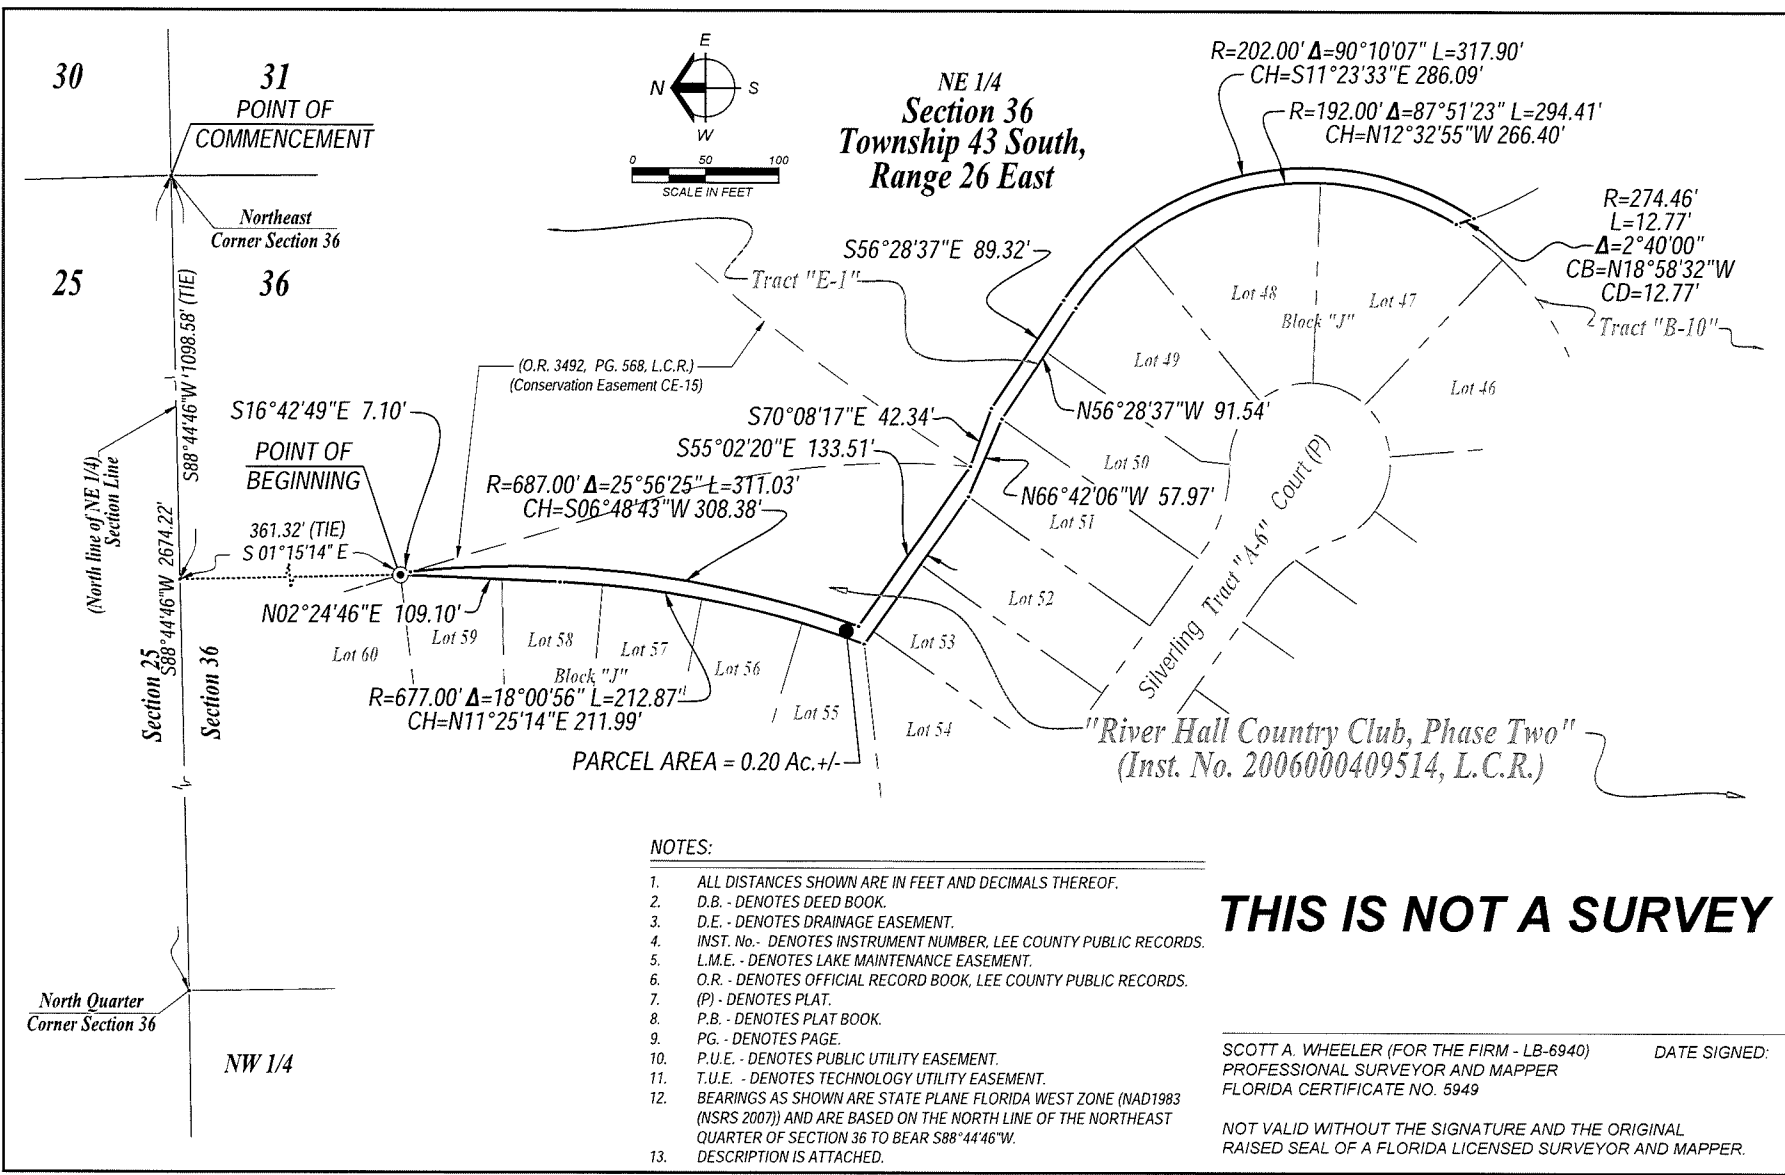 30
31
POINT OF
COMMENCEMENT
Northeast
Corner Section 36
25
36
E
N
S
W
0 50 100
SCALE IN FEET
NE 1/4
Section 36
Township 43 South,
Range 26 East
R=202.00' Δ=90°10'07" L=317.90'
CH=S11°23'33"E 286.09'
R=192.00' Δ=87°51'23" L=294.41'
CH=N12°32'55"W 266.40'
R=274.46'
L=12.77'
Δ=2°40'00"
CB=N18°58'32"W
CD=12.77'
Tract "B-10"
S56°28'37"E 89.32'
Tract "E-1"
Lot 48
Block "J"
Lot 47
Lot 49
Lot 46
(O.R. 3492, PG. 568, L.C.R.)
(Conservation Easement CE-15)
S88°44'46"W 1098.58' (TIE)
S16°42'49"E 7.10'
POINT OF
BEGINNING
S70°08'17"E 42.34'
S55°02'20"E 133.51'
N56°28'37"W 91.54'
R=687.00' Δ=25°56'25" L=311.03'
CH=S06°48'43"W 308.38'
Lot 50
N66°42'06"W 57.97'
Lot 51
(North line of NE 1/4)
Section Line
S88°44'46"W 2674.22'
361.32' (TIE)
S 01°15'14" E
N02°24'46"E 109.10'
Lot 60
Lot 59
Lot 58
Lot 57
Block "J"
Lot 56
Lot 55
Lot 54
Lot 53
Lot 52
Silverling Tract "A-6" Court (P)
Section 25
Section 36
R=677.00' Δ=18°00'56" L=212.87'
CH=N11°25'14"E 211.99'
PARCEL AREA = 0.20 Ac.+/-
"River Hall Country Club, Phase Two"
(Inst. No. 2006000409514, L.C.R.)
North Quarter
Corner Section 36
NW 1/4
NOTES:
1. ALL DISTANCES SHOWN ARE IN FEET AND DECIMALS THEREOF.
2. D.B. - DENOTES DEED BOOK.
3. D.E. - DENOTES DRAINAGE EASEMENT.
4. INST. No.- DENOTES INSTRUMENT NUMBER, LEE COUNTY PUBLIC RECORDS.
5. L.M.E. - DENOTES LAKE MAINTENANCE EASEMENT.
6. O.R. - DENOTES OFFICIAL RECORD BOOK, LEE COUNTY PUBLIC RECORDS.
7. (P) - DENOTES PLAT.
8. P.B. - DENOTES PLAT BOOK.
9. PG. - DENOTES PAGE.
10. P.U.E. - DENOTES PUBLIC UTILITY EASEMENT.
11. T.U.E. - DENOTES TECHNOLOGY UTILITY EASEMENT.
12. BEARINGS AS SHOWN ARE STATE PLANE FLORIDA WEST ZONE (NAD1983
(NSRS 2007)) AND ARE BASED ON THE NORTH LINE OF THE NORTHEAST
QUARTER OF SECTION 36 TO BEAR S88°44'46"W.
13. DESCRIPTION IS ATTACHED.
THIS IS NOT A SURVEY
SCOTT A. WHEELER (FOR THE FIRM - LB-6940) DATE SIGNED:
PROFESSIONAL SURVEYOR AND MAPPER
FLORIDA CERTIFICATE NO. 5949
NOT VALID WITHOUT THE SIGNATURE AND THE ORIGINAL
RAISED SEAL OF A FLORIDA LICENSED SURVEYOR AND MAPPER.